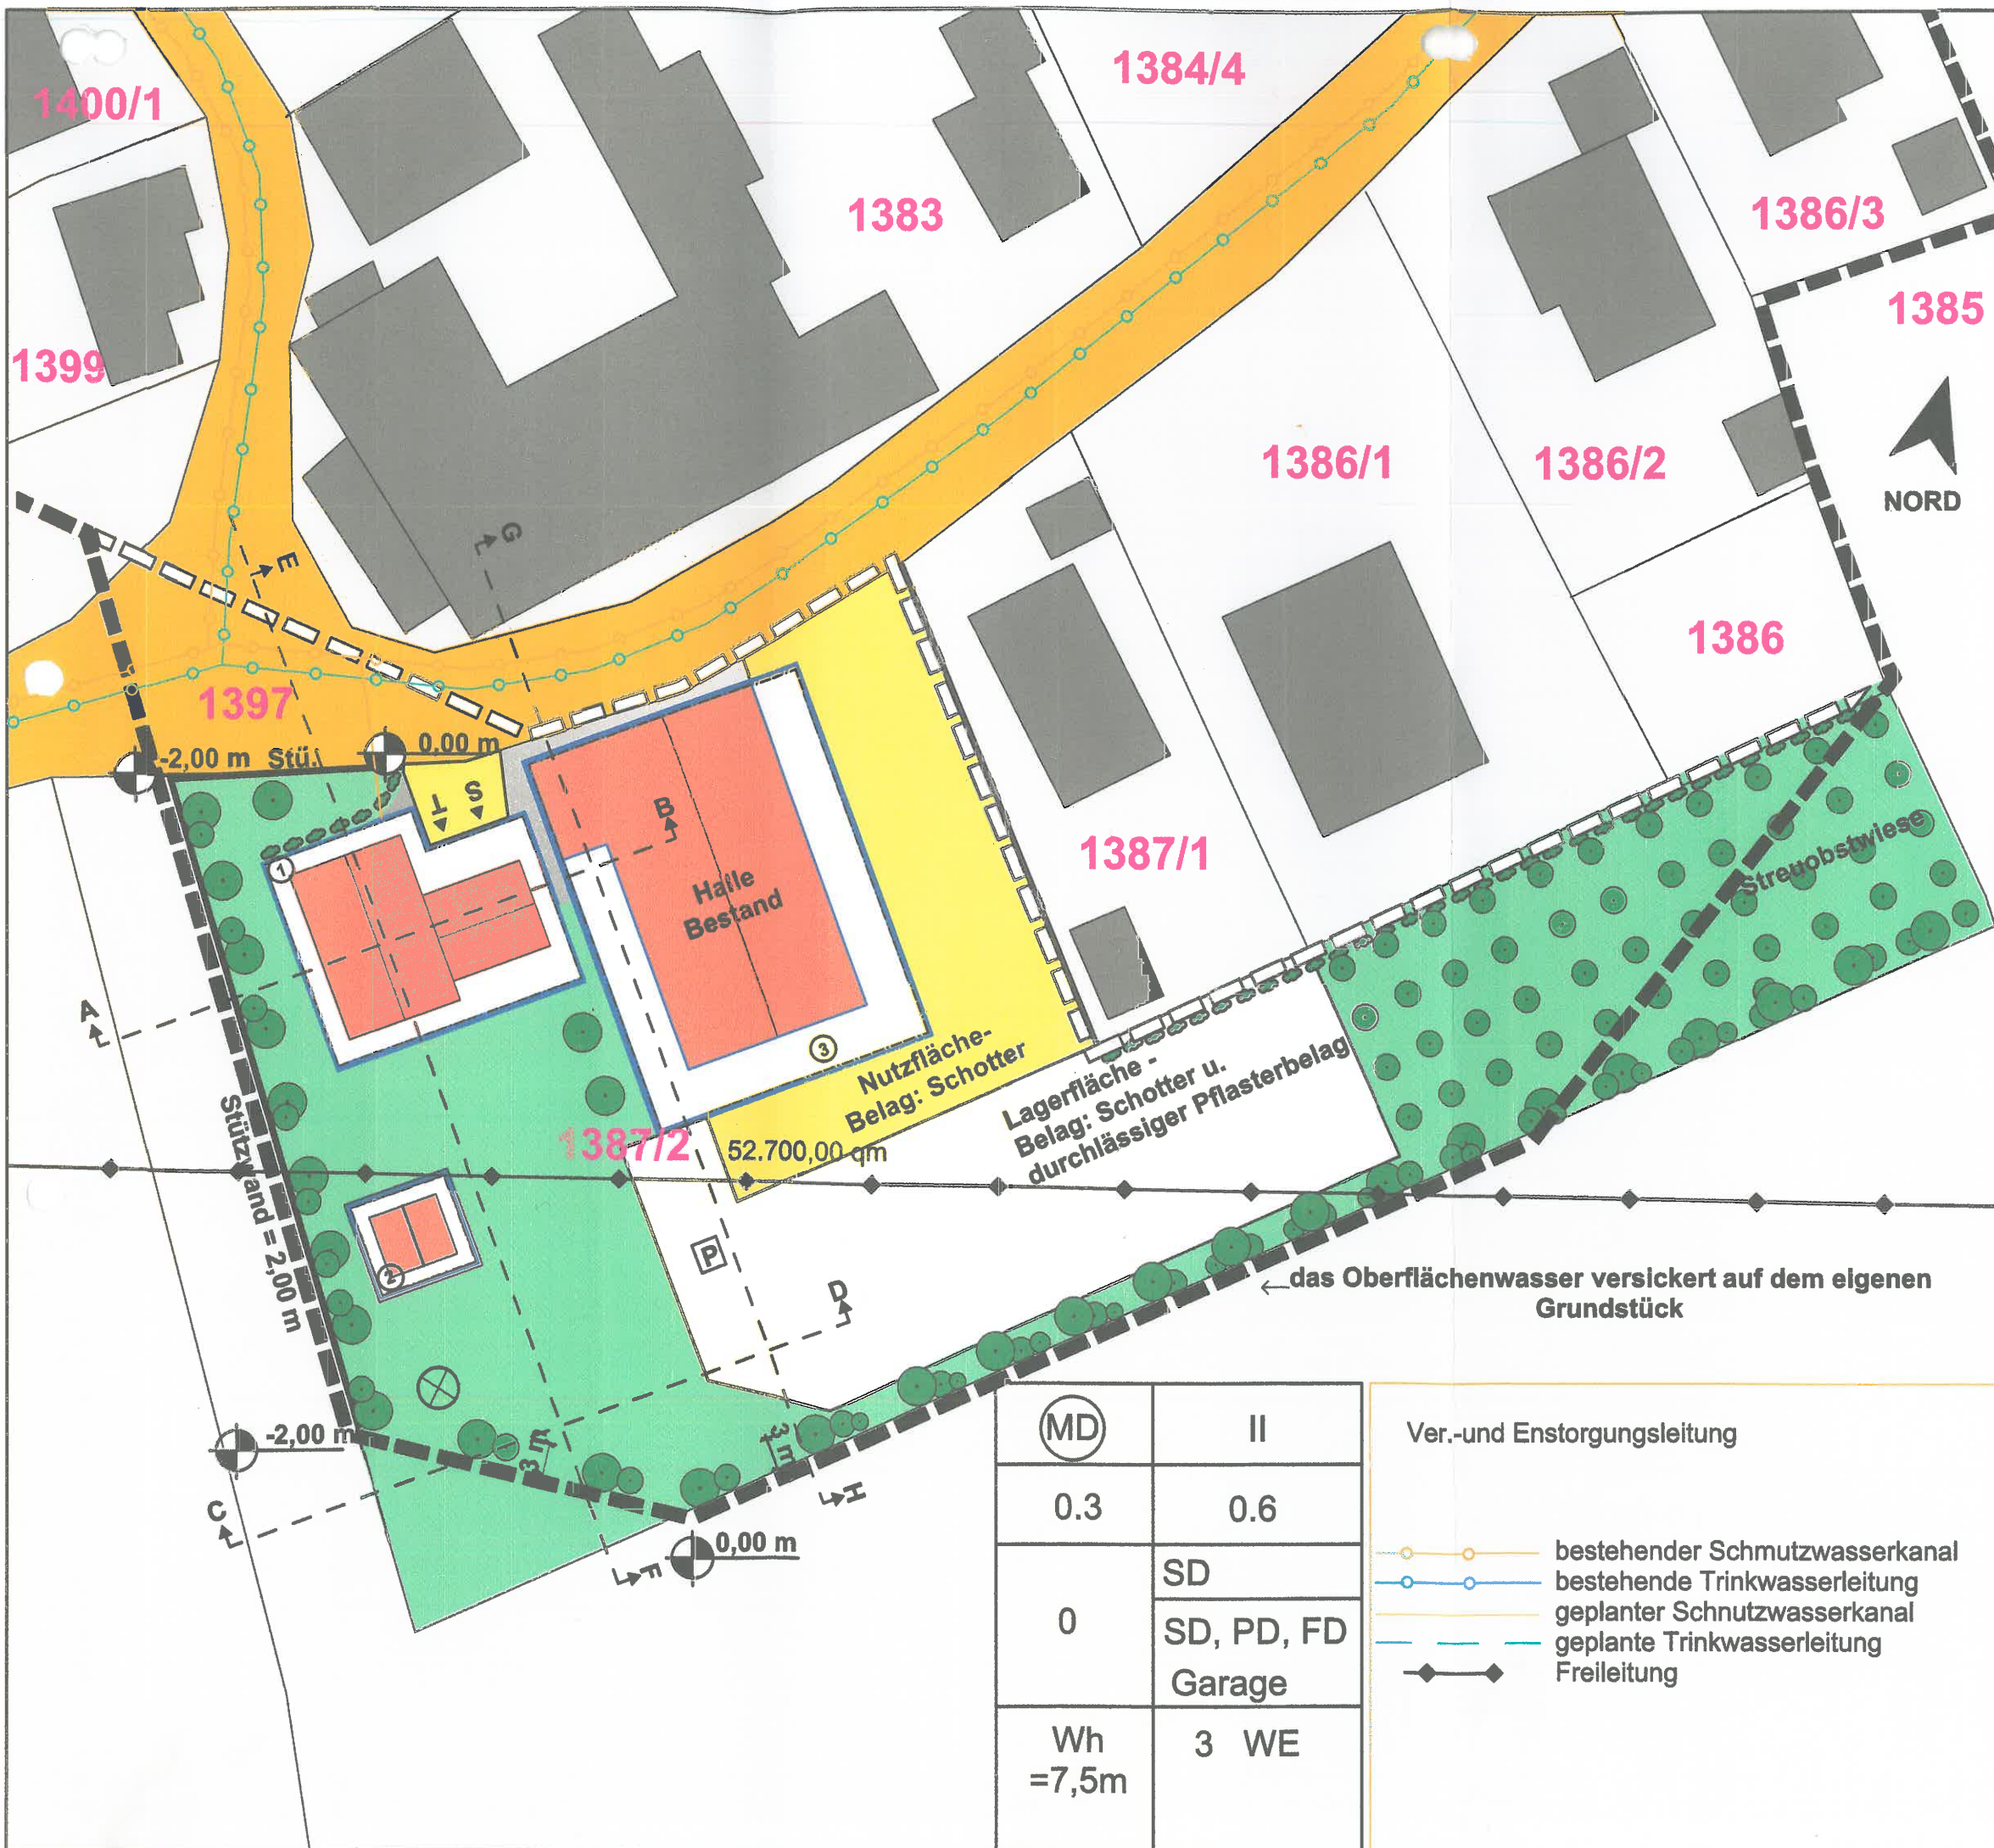 1400/1
1384/4
1383
1386/3
1385
1399
1386/1
1386/2
NORD
G
E
1386
1397
-2,00 m Stü.
0,00 m
T
S
B
1
Halle
Bestand
1387/1
Streuobstwiese
A
3
Nutzfläche-
Belag: Schotter
Lagerfläche -
Belag: Schotter u.
durchlässiger Pflasterbelag
Stützwand = 2,00 m
1387/2
52.700,00 qm
P
2
D
das Oberflächenwasser versickert auf dem eigenen
Grundstück
-2,00 m
3 m
3 m
C
H
F
0,00 m
MD
II
0.3
0.6
0
SD
SD, PD, FD
Garage
Wh
=7,5m
3 WE
Ver.-und Enstorgungsleitung
bestehender Schmutzwasserkanal
bestehende Trinkwasserleitung
geplanter Schnutzwasserkanal
geplante Trinkwasserleitung
Freileitung